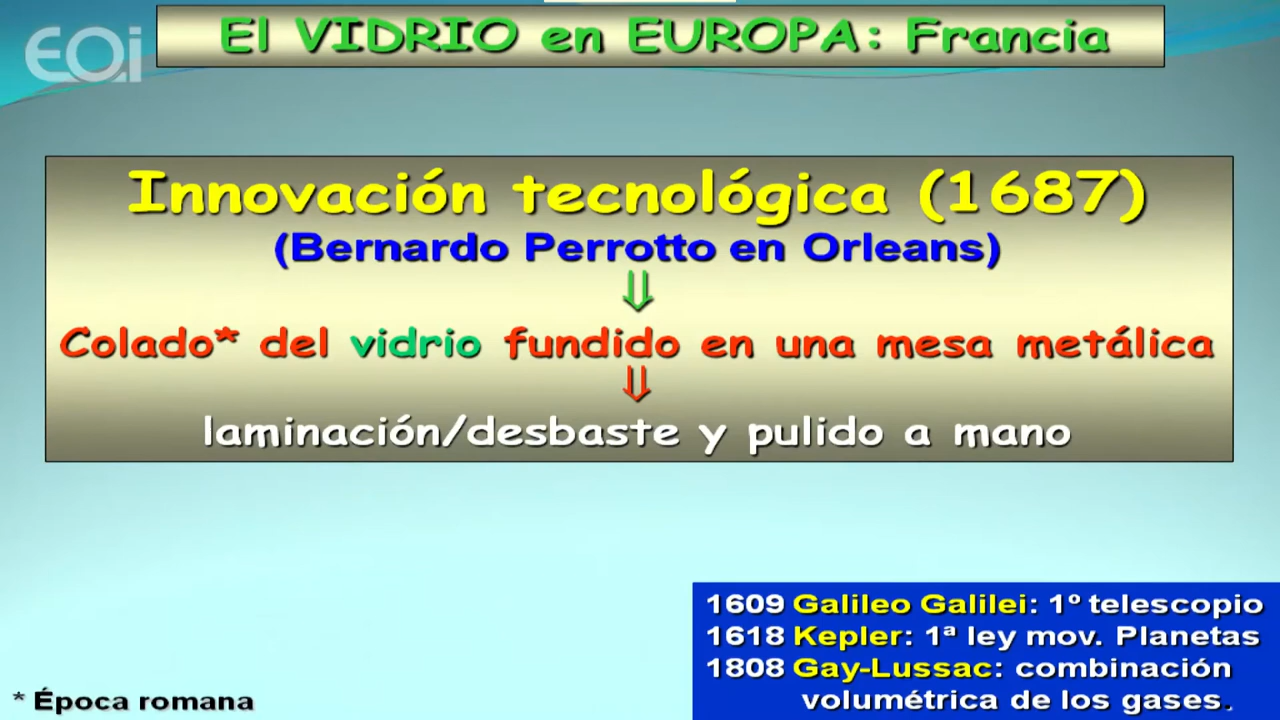 EOi
El VIDRIO en EUROPA: Francia
Innovación tecnológica (1687)
(Bernardo Perrotto en Orleans)
⇓
Colado* del vidrio fundido en una mesa metálica
⇓
laminación/desbaste y pulido a mano
1609 Galileo Galilei: 1º telescopio
1618 Kepler: 1ª ley mov. Planetas
1808 Gay-Lussac: combinación
volumétrica de los gases.
* Época romana